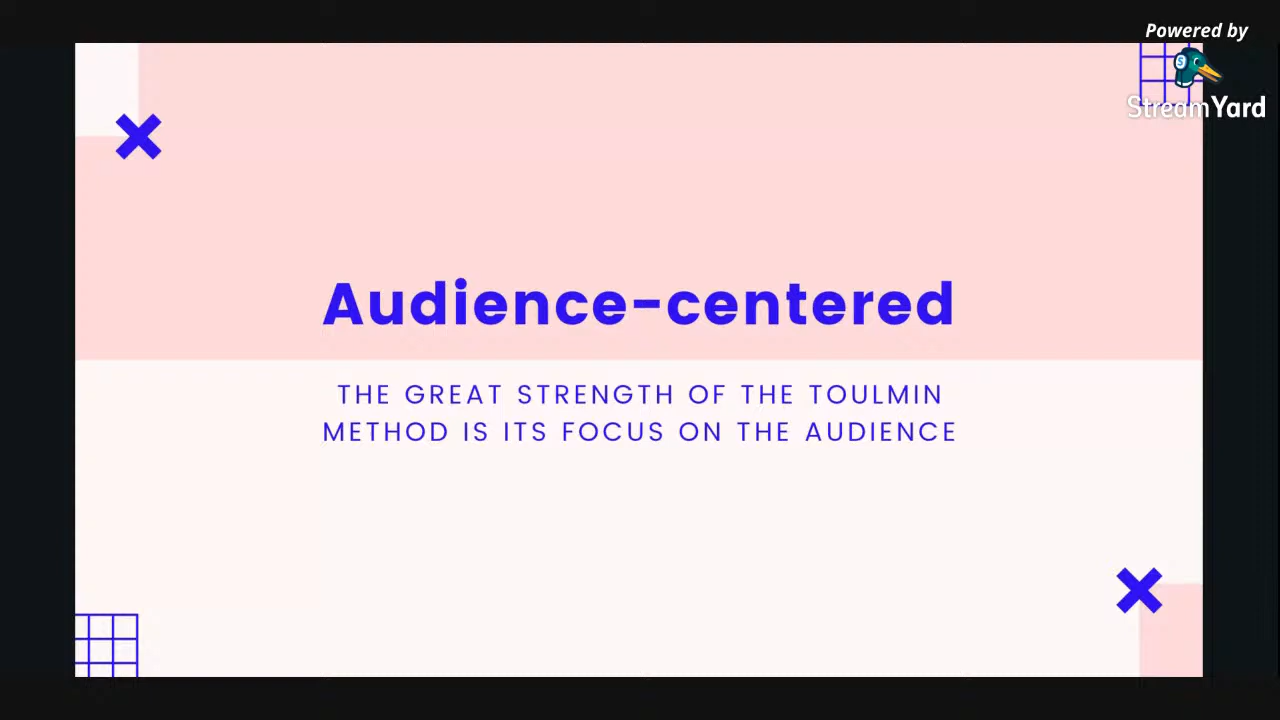 Powered by
StreamYard
Audience-centered
THE GREAT STRENGTH OF THE TOULMIN
METHOD IS ITS FOCUS ON THE AUDIENCE